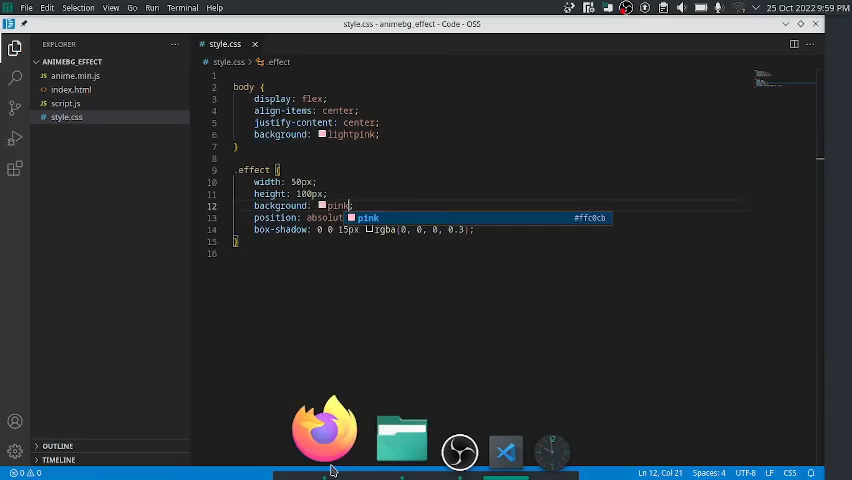 File Edit Selection View Go Run Terminal Help 25 Oct 2022 9:59 PM
style.css - animebg_effect - Code - OSS
EXPLORER
style.css
ANIMEBG_EFFECT
style.css > .effect
JS anime.min.js
<> index.html
JS script.js
# style.css
1
2 body {
3 display: flex;
4 align-items: center;
5 justify-content: center;
6 background: lightpink;
7 }
8
9 .effect {
10 width: 50px;
11 height: 100px;
12 background: pink;
pink #ffc0cb
13 position: absolut
14 box-shadow: 0 0 15px rgba(0, 0, 0, 0.3);
15 }
16
OUTLINE
TIMELINE
0 0 Ln 12, Col 21 Spaces: 4 UTF-8 LF CSS